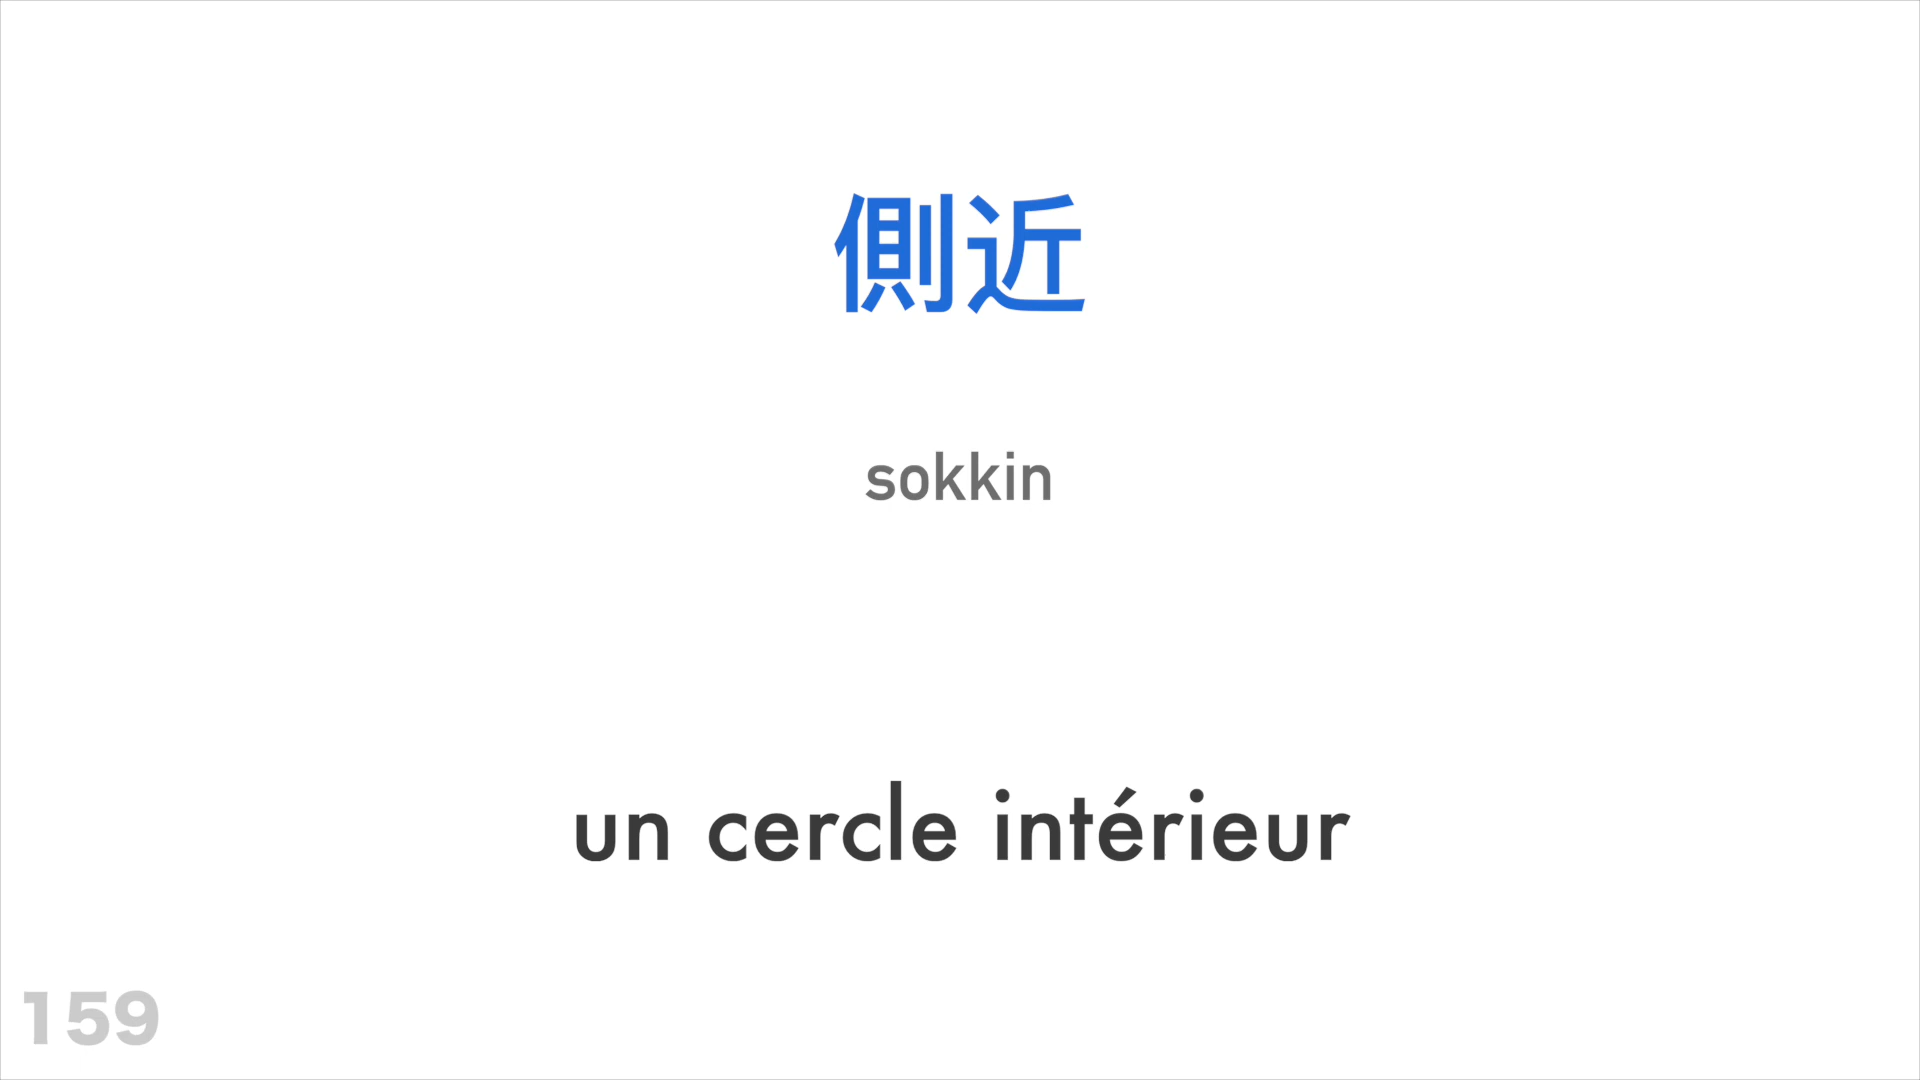 側近
sokkin
un cercle intérieur
159